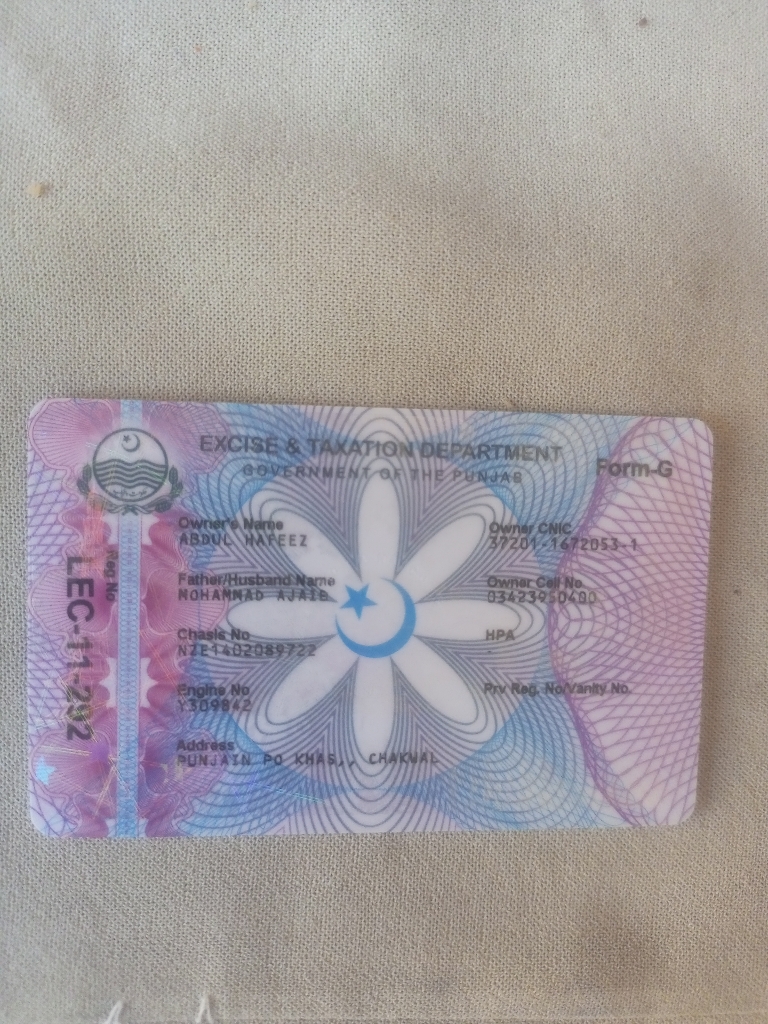 EXCISE & TAXATION DEPARTMENT
GOVERNMENT OF THE PUNJAB
Form-G
Reg No
LEC-11-292
Owner's Name
ABDUL HAFEEZ
Owner CNIC
37201-1672053-1
Father/Husband Name
MOHAMMAD AJAIB
Owner Cell No.
03423950400
Chasis No
NZE1402089722
HPA
-
Engine No
Y309842
Prv Reg. No/Vanity No.
Address
PUNJAIN PO KHAS,, CHAKWAL